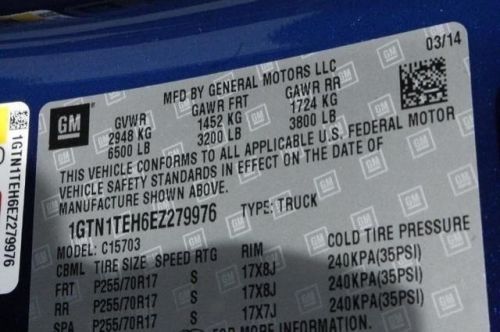 03/14
MFD BY GENERAL MOTORS LLC
GM
GVWR GAWR FRT GAWR RR
2948 KG 1452 KG 1724 KG
6500 LB 3200 LB 3800 LB
THIS VEHICLE CONFORMS TO ALL APPLICABLE U.S. FEDERAL MOTOR
VEHICLE SAFETY STANDARDS IN EFFECT ON THE DATE OF
MANUFACTURE SHOWN ABOVE.
1GTN1TEH6EZ279976 TYPE: TRUCK
MODEL: C15703
CBML TIRE SIZE SPEED RTG RIM COLD TIRE PRESSURE
FRT P255/70R17 S 17X8J 240KPA(35PSI)
RR P255/70R17 S 17X8J 240KPA(35PSI)
SPA P255/70R17 S 17X8J 240KPA(35PSI)
FOR MORE INFORMATION.
1GTN1TEH6EZ279976